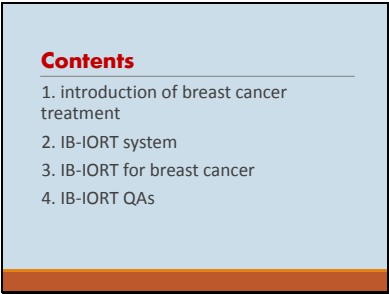 Contents
1. introduction of breast cancer
treatment
2. IB-IORT system
3. IB-IORT for breast cancer
4. IB-IORT QAs